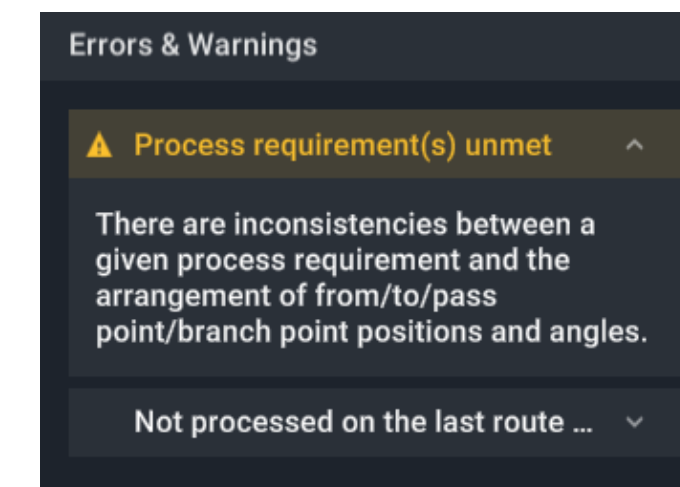 Errors & Warnings
Process requirement(s) unmet
There are inconsistencies between a
given process requirement and the
arrangement of from/to/pass
point/branch point positions and angles.
Not processed on the last route ...